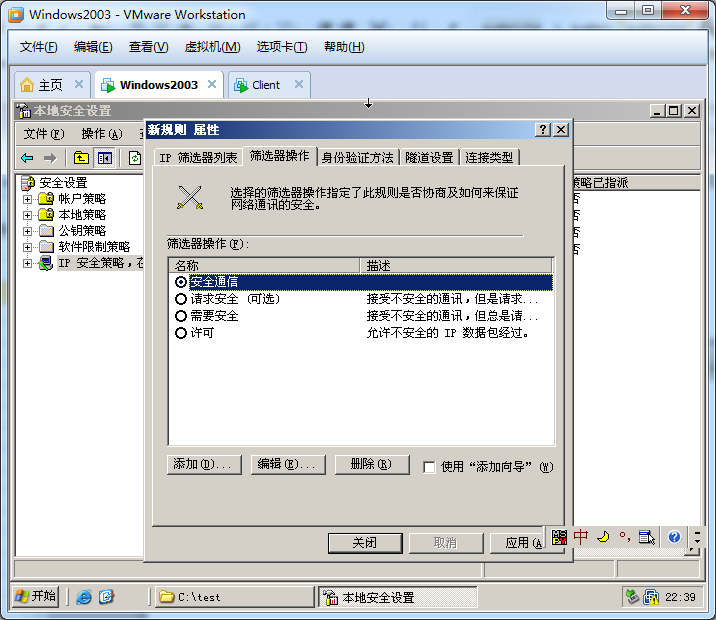 Windows2003 - VMware Workstation
文件(F) 编辑(E) 查看(V) 虚拟机(M) 选项卡(T) 帮助(H)
主页 Windows2003 Client
本地安全设置
文件(F) 操作(A)
新规则 属性
IP 筛选器列表 筛选器操作 身份验证方法 隧道设置 连接类型
安全设置
帐户策略
本地策略
公钥策略
软件限制策略
IP 安全策略，在
策略已指派
否
否
否
否
选择的筛选器操作指定了此规则是否协商及如何来保证
网络通讯的安全。
筛选器操作(F):
名称 描述
安全通信
请求安全 (可选) 接受不安全的通讯，但是请求...
需要安全 接受不安全的通讯，但总是请...
许可 允许不安全的 IP 数据包经过。
添加(D)... 编辑(E)... 删除(R) 使用“添加向导”(W)
关闭 取消 应用(A)
中
开始 C:\test 本地安全设置 22:39